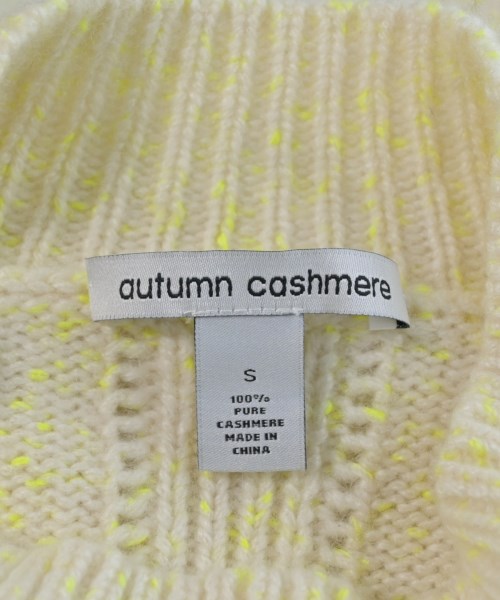 autumn cashmere
S
100%
PURE
CASHMERE
MADE IN
CHINA